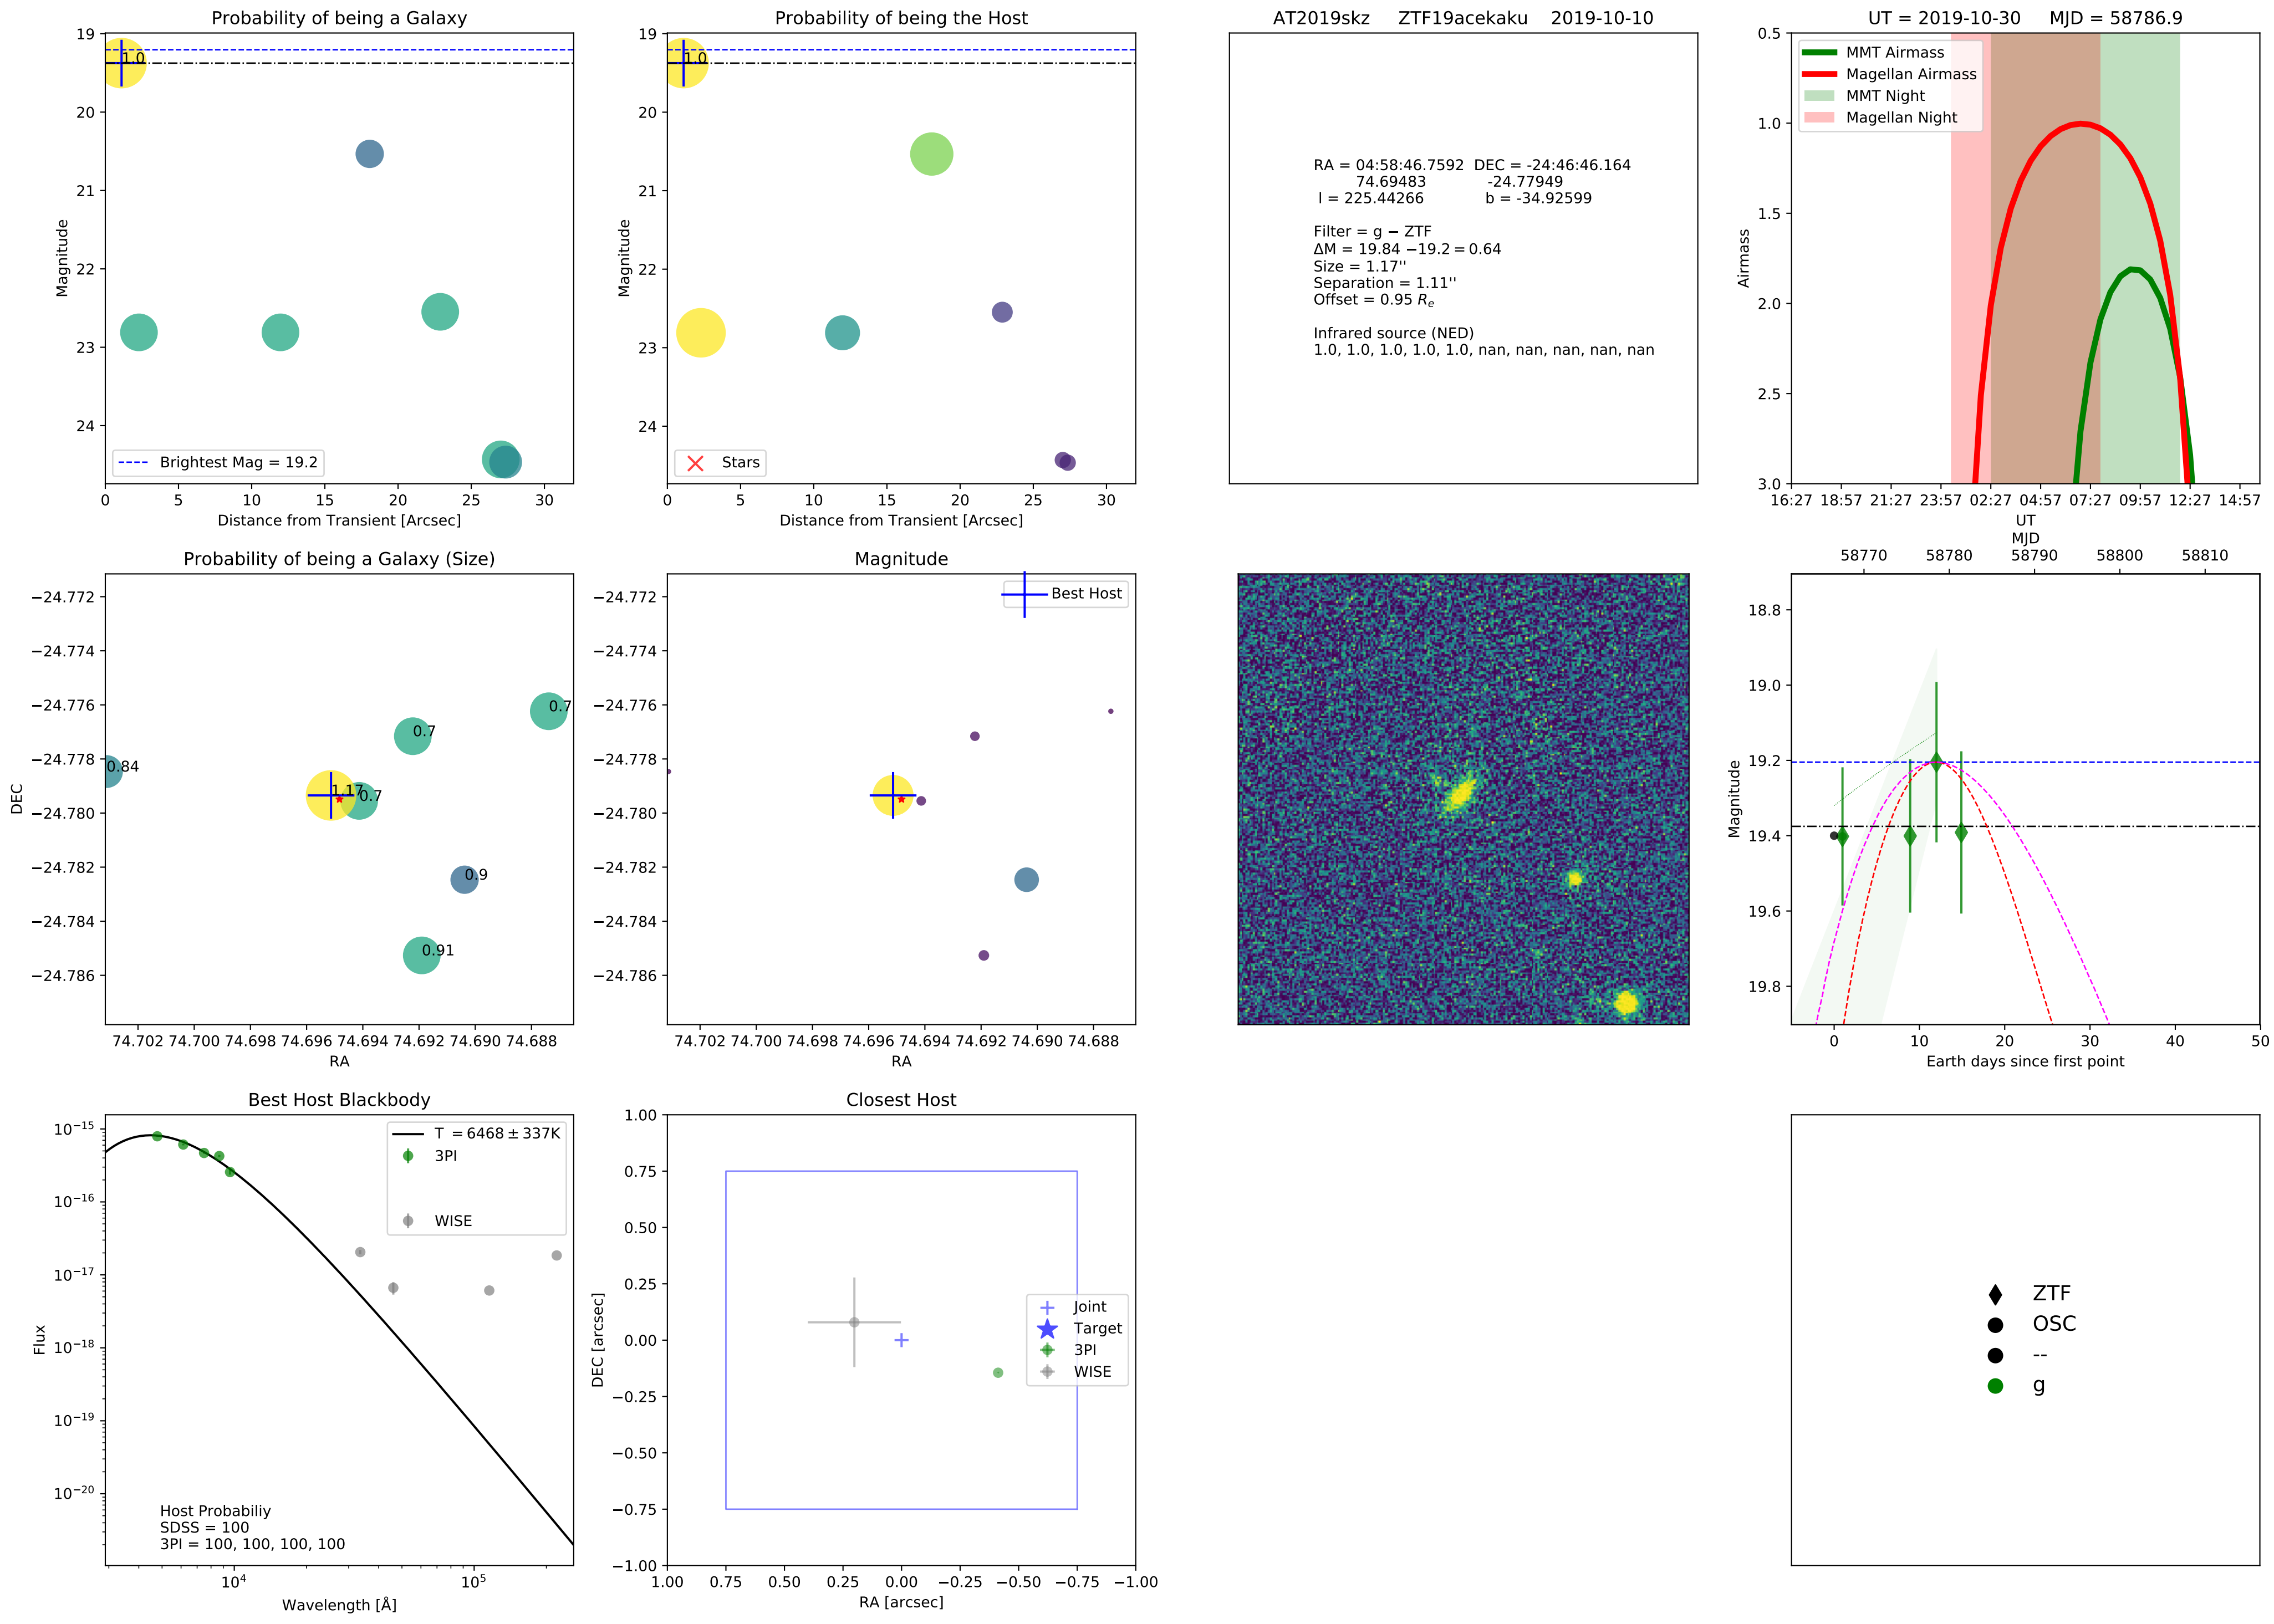 Probability of being a Galaxy
19
20
21
22
23
24
Magnitude
1.0
Brightest Mag = 19.2
0
5
10
15
20
25
30
Distance from Transient [Arcsec]
Probability of being the Host
19
20
21
22
23
24
Magnitude
1.0
Stars
0
5
10
15
20
25
30
Distance from Transient [Arcsec]
AT2019skz ZTF19acekaku 2019-10-10
RA = 04:58:46.7592 DEC = -24:46:46.164
74.69483 -24.77949
l = 225.44266 b = -34.92599
Filter = g − ZTF
ΔM = 19.84 −19.2 = 0.64
Size = 1.17''
Separation = 1.11''
Offset = 0.95 Re
Infrared source (NED)
1.0, 1.0, 1.0, 1.0, 1.0, nan, nan, nan, nan, nan
UT = 2019-10-30 MJD = 58786.9
0.5
1.0
1.5
2.0
2.5
3.0
Airmass
MMT Airmass
Magellan Airmass
MMT Night
Magellan Night
16:27
18:57
21:27
23:57
02:27
04:57
07:27
09:57
12:27
14:57
UT
Probability of being a Galaxy (Size)
−24.772
−24.774
−24.776
−24.778
−24.780
−24.782
−24.784
−24.786
DEC
0.7
0.7
0.84
1.17
0.7
0.9
0.91
74.702
74.700
74.698
74.696
74.694
74.692
74.690
74.688
RA
Magnitude
−24.772
−24.774
−24.776
−24.778
−24.780
−24.782
−24.784
−24.786
Best Host
74.702
74.700
74.698
74.696
74.694
74.692
74.690
74.688
RA
MJD
58770
58780
58790
58800
58810
18.8
19.0
19.2
19.4
19.6
19.8
Magnitude
0
10
20
30
40
50
Earth days since first point
Best Host Blackbody
10−15
10−16
10−17
10−18
10−19
10−20
Flux
T = 6468 ± 337K
3PI
WISE
Host Probabiliy
SDSS = 100
3PI = 100, 100, 100, 100
104
105
Wavelength [Å]
Closest Host
1.00
0.75
0.50
0.25
0.00
−0.25
−0.50
−0.75
−1.00
DEC [arcsec]
Joint
Target
3PI
WISE
1.00
0.75
0.50
0.25
0.00
−0.25
−0.50
−0.75
−1.00
RA [arcsec]
ZTF
OSC
--
g